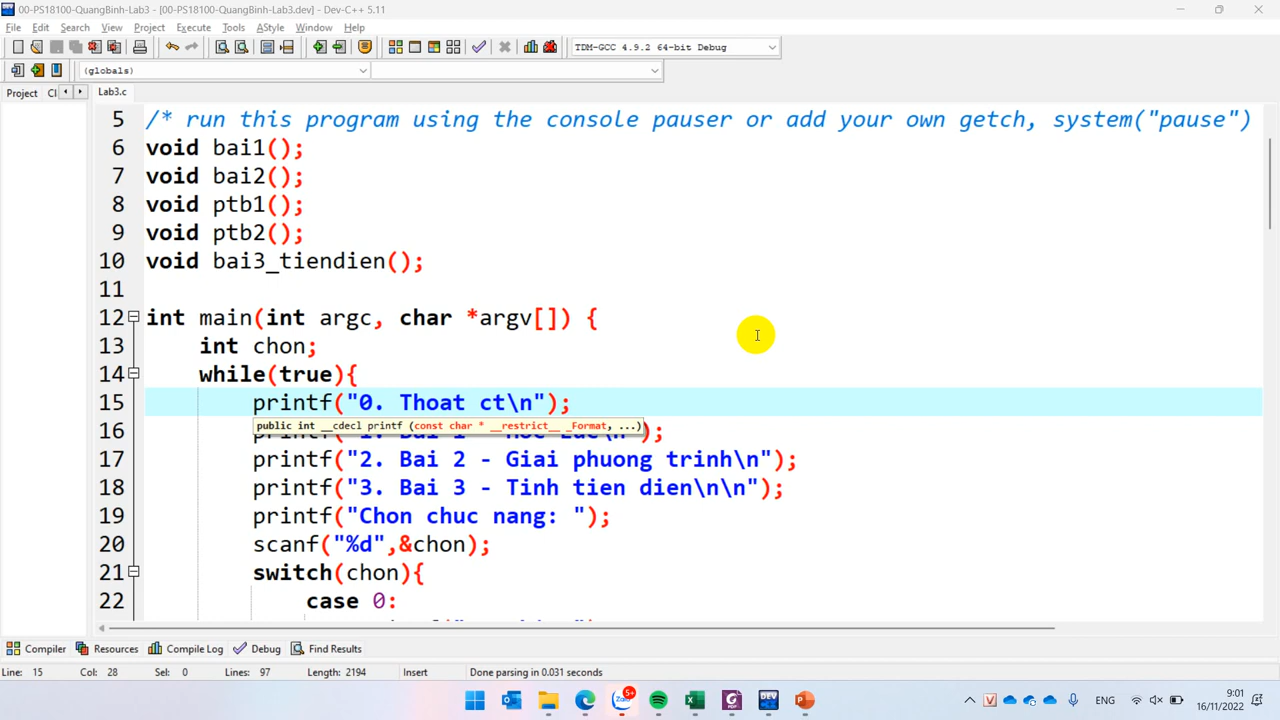 00-PS18100-QuangBinh-Lab3 - [00-PS18100-QuangBinh-Lab3.dev] - Dev-C++ 5.11
File Edit Search View Project Execute Tools AStyle Window Help
TDM-GCC 4.9.2 64-bit Debug
(globals)
Project Cl Lab3.c
5 /* run this program using the console pauser or add your own getch, system("pause")
6 void bai1();
7 void bai2();
8 void ptb1();
9 void ptb2();
10 void bai3_tiendien();
11
12 int main(int argc, char *argv[]) {
13 int chon;
14 while(true){
15 printf("0. Thoat ct\n");
public int __cdecl printf (const char * __restrict__ _Format, ...)
16 );
17 printf("2. Bai 2 - Giai phuong trinh\n");
18 printf("3. Bai 3 - Tinh tien dien\n\n");
19 printf("Chon chuc nang: ");
20 scanf("%d",&chon);
21 switch(chon){
22 case 0:
Compiler Resources Compile Log Debug Find Results
Line: 15 Col: 28 Sel: 0 Lines: 97 Length: 2194 Insert Done parsing in 0.031 seconds
5+
Zalo
DEV
ENG
9:01
16/11/2022